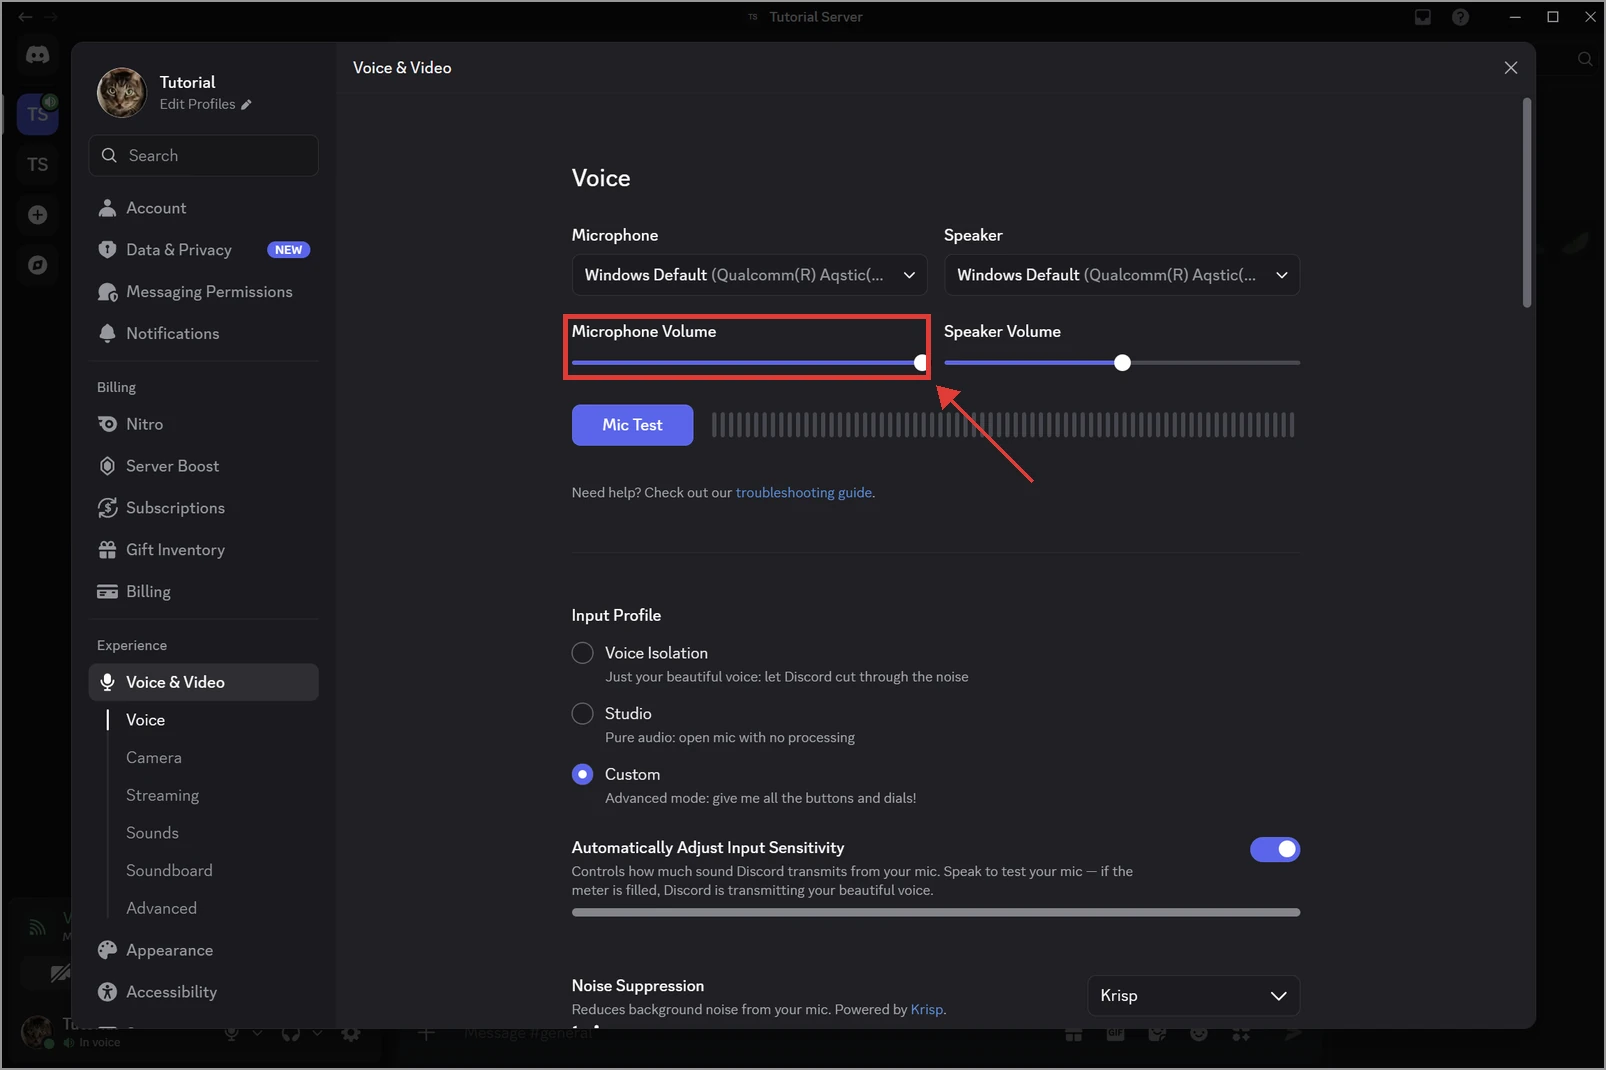 TS Tutorial Server
TS
TS
Tutorial
Edit Profiles
Search
Account
Data & Privacy NEW
Messaging Permissions
Notifications
Billing
Nitro
Server Boost
Subscriptions
Gift Inventory
Billing
Experience
Voice & Video
Voice
Camera
Streaming
Sounds
Soundboard
Advanced
Appearance
Accessibility
In voice
Voice & Video
Voice
Microphone Speaker
Windows Default (Qualcomm(R) Aqstic(... Windows Default (Qualcomm(R) Aqstic(...
Microphone Volume Speaker Volume
Mic Test
Need help? Check out our troubleshooting guide.
Input Profile
Voice Isolation
Just your beautiful voice: let Discord cut through the noise
Studio
Pure audio: open mic with no processing
Custom
Advanced mode: give me all the buttons and dials!
Automatically Adjust Input Sensitivity
Controls how much sound Discord transmits from your mic. Speak to test your mic — if the
meter is filled, Discord is transmitting your beautiful voice.
Noise Suppression
Reduces background noise from your mic. Powered by Krisp.
Krisp
Message #general
GIF